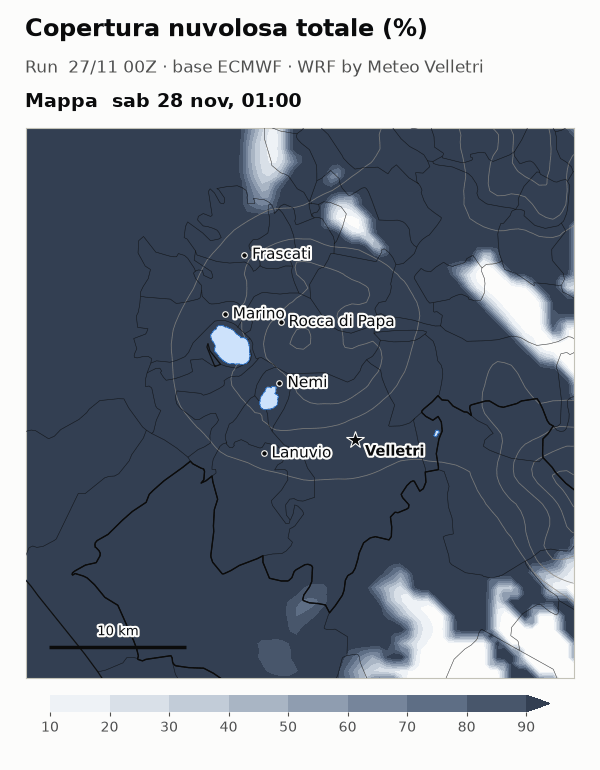 Copertura nuvolosa totale (%)
Run  27/11 00Z · base ECMWF · WRF by Meteo Velletri
Mappa  sab 28 nov, 01:00
Frascati
Marino
Rocca di Papa
Nemi
Velletri
Lanuvio
10 km
10 20 30 40 50 60 70 80 90